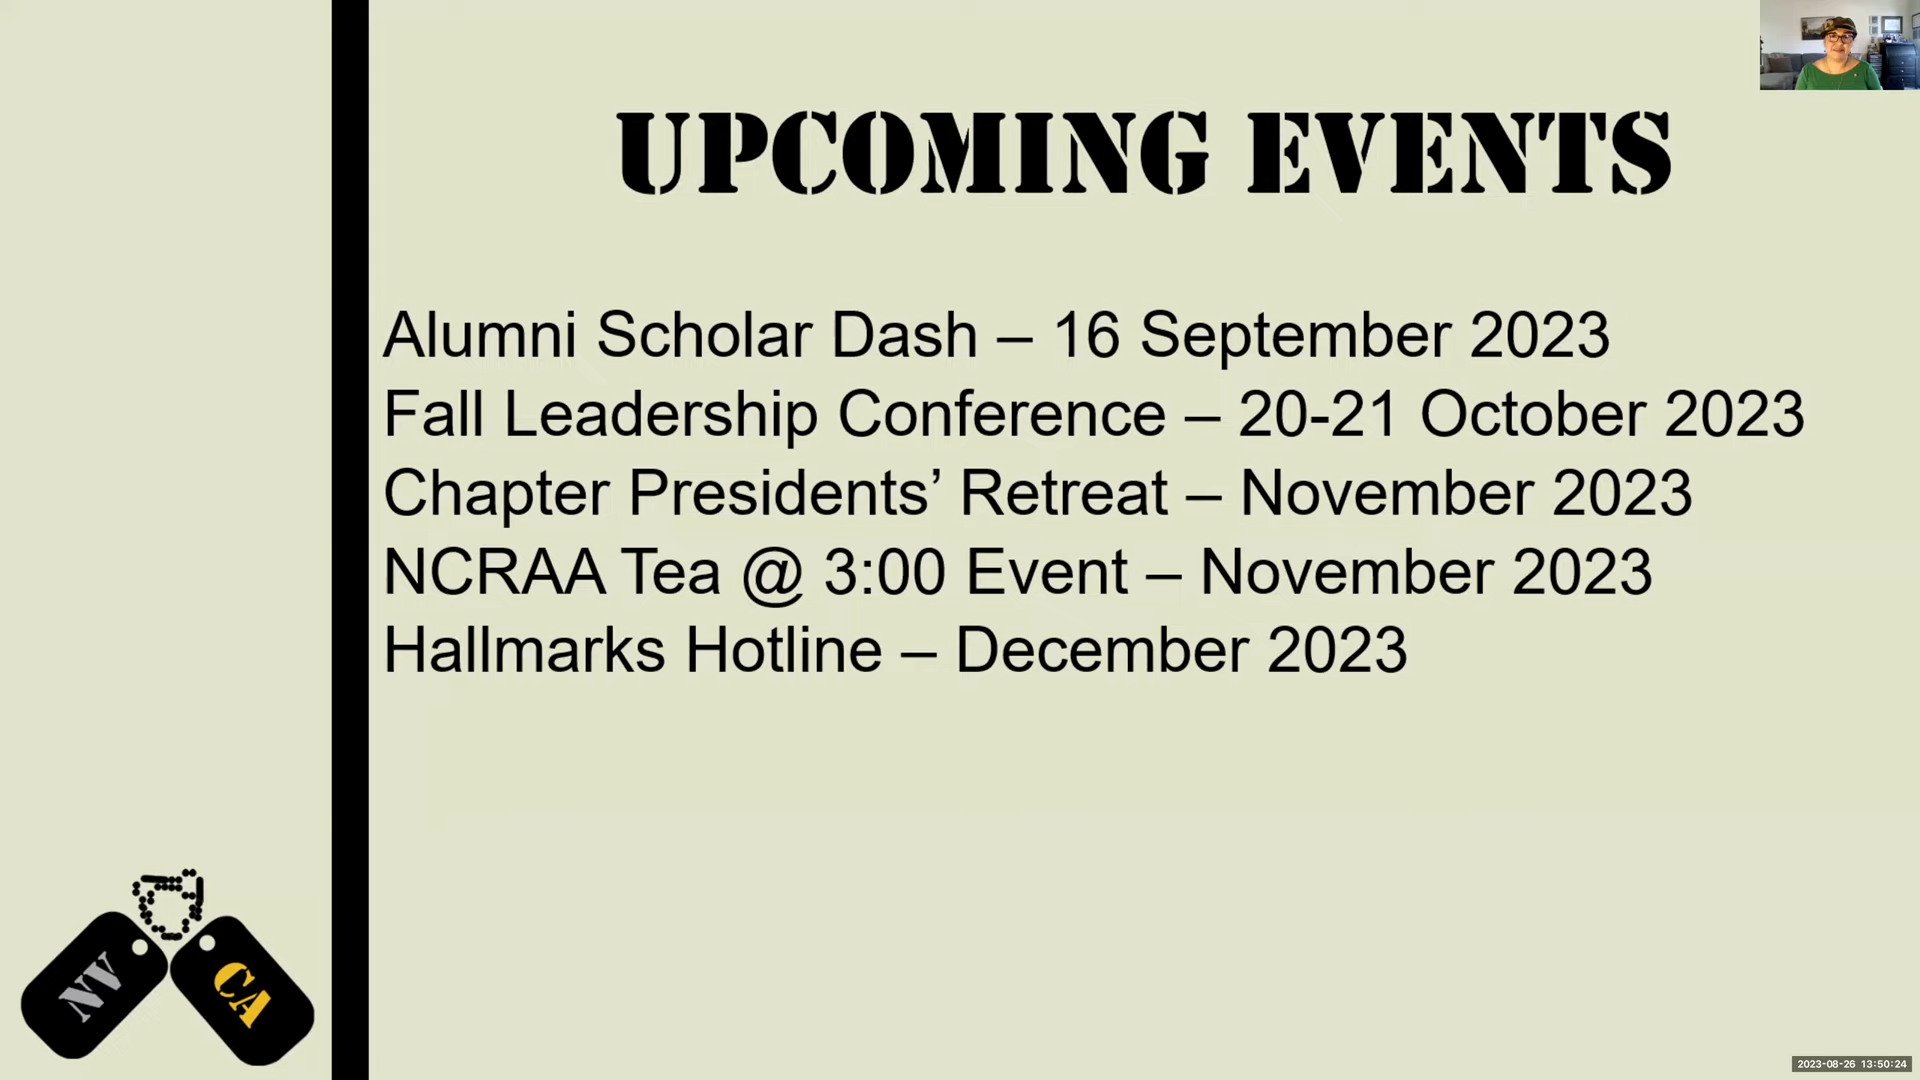 UPCOMING EVENTS
Alumni Scholar Dash – 16 September 2023
Fall Leadership Conference – 20-21 October 2023
Chapter Presidents’ Retreat – November 2023
NCRAA Tea @ 3:00 Event – November 2023
Hallmarks Hotline – December 2023
NV
CA
2023-08-26 13:50:24